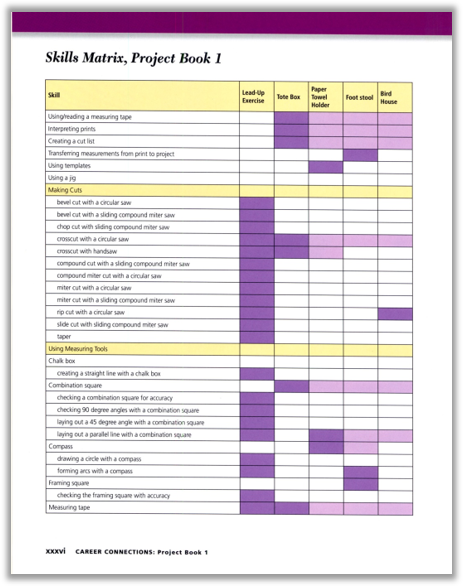 Skills Matrix, Project Book 1
Skill
Lead-Up
Exercise
Tote Box
Paper
Towel
Holder
Foot stool
Bird
House
Using/reading a measuring tape
Interpreting prints
Creating a cut list
Transferring measurements from print to project
Using templates
Using a jig
Making Cuts
bevel cut with a circular saw
bevel cut with a sliding compound miter saw
chop cut with sliding compound miter saw
crosscut with a circular saw
crosscut with handsaw
compound cut with a sliding compound miter saw
compound miter cut with a circular saw
miter cut with a circular saw
miter cut with a sliding compound miter saw
rip cut with a circular saw
slide cut with sliding compound miter saw
taper
Using Measuring Tools
Chalk box
creating a straight line with a chalk box
Combination square
checking a combination square for accuracy
checking 90 degree angles with a combination square
laying out a 45 degree angle with a combination square
laying out a parallel line with a combination square
Compass
drawing a circle with a compass
forming arcs with a compass
Framing square
checking the framing square with accuracy
Measuring tape
xxxvi CAREER CONNECTIONS: Project Book 1